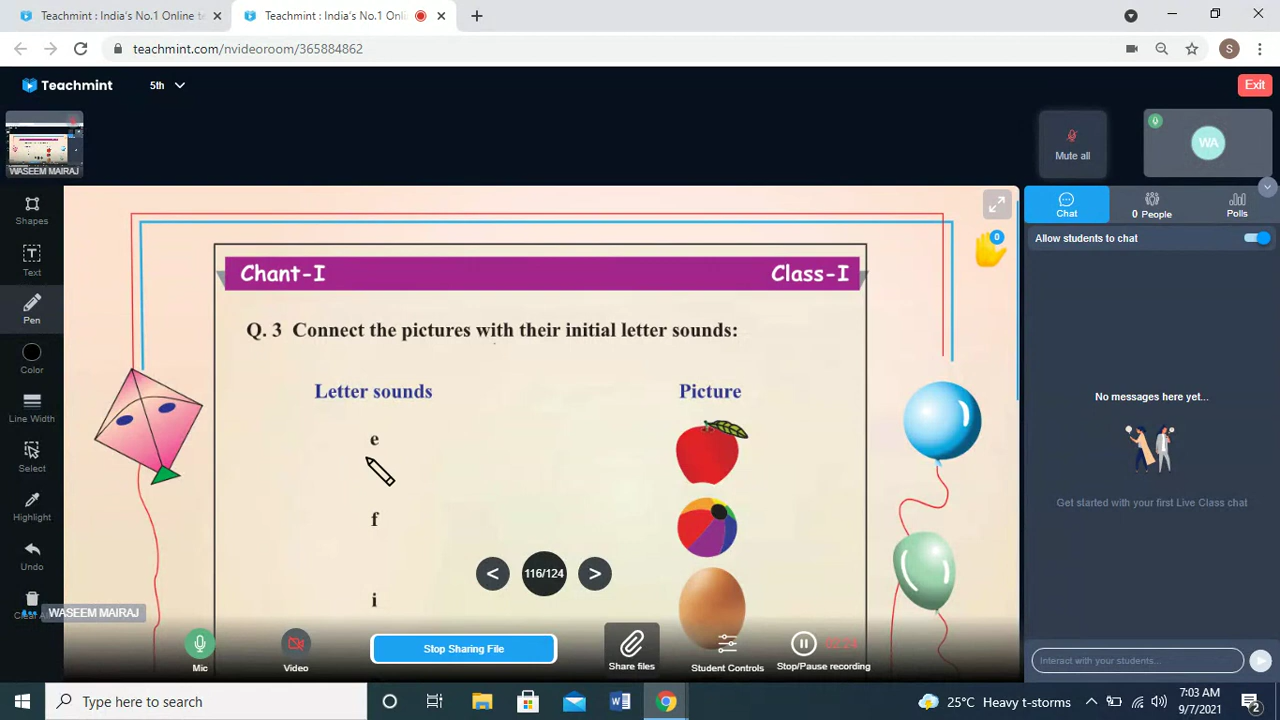 Teachmint : India's No.1 Online te
Teachmint : India's No.1 Onli
teachmint.com/nvideoroom/365884862
S
Teachmint
5th
Exit
WASEEM MAIRAJ
Mute all
WA
Shapes
Text
Pen
Color
Line Width
Select
Highlight
Undo
WASEEM MAIRAJ
Chant-I
Class-I
Q. 3 Connect the pictures with their initial letter sounds:
Letter sounds
Picture
e
f
i
0
< 116/124 >
Mic
Video
Stop Sharing File
Share files
Student Controls
Stop/Pause recording
Chat
0 People
Polls
Allow students to chat
No messages here yet...
Get started with your first Live Class chat
Interact with your students...
Type here to search
25°C Heavy t-storms
7:03 AM
9/7/2021
2